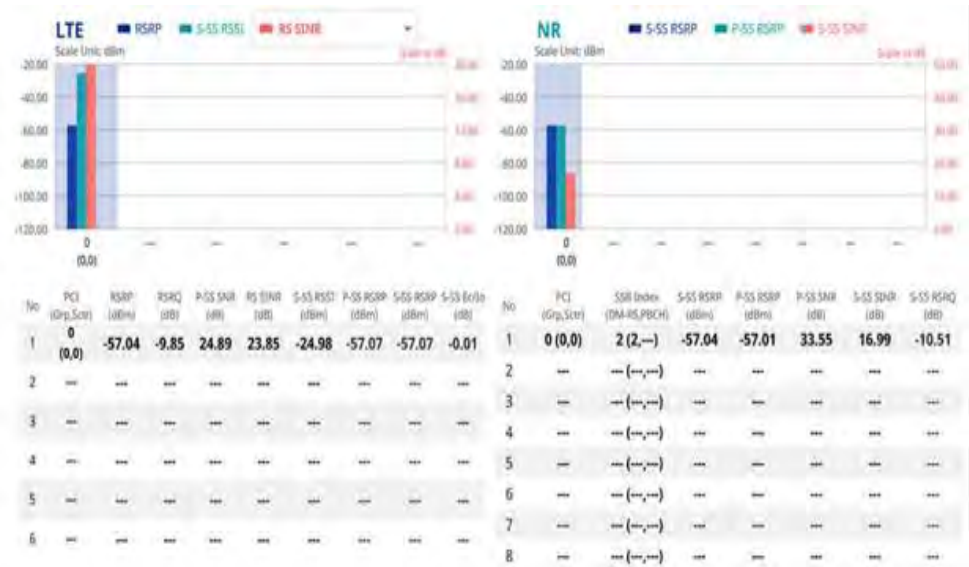 LTE RSRP S-SS RSSI RS SINR
Scale Unit: dBm
-20.00
-40.00
-60.00
-80.00
-100.00
-120.00
0
(0,0)
No PCI (Grp,Sctr) RSRP (dBm) RSRQ (dB) P-SS SNR (dB) RS SINR (dB) S-SS RSSI (dBm) P-SS RSRP (dBm) S-SS RSRP (dBm) S-SS Ec/Io (dB)
1 0 (0,0) -57.04 -9.85 24.89 23.85 -24.98 -57.07 -57.07 -0.01
2 --- --- --- --- --- --- --- --- ---
3 --- --- --- --- --- --- --- --- ---
4 --- --- --- --- --- --- --- --- ---
5 --- --- --- --- --- --- --- --- ---
6 --- --- --- --- --- --- --- --- ---
NR S-SS RSRP P-SS RSRP S-SS SINR
Scale Unit: dBm
-20.00
-40.00
-60.00
-80.00
-100.00
-120.00
0
(0,0)
No PCI (Grp,Sctr) SSB Index (DM-RS,PBCH) S-SS RSRP (dBm) P-SS RSRP (dBm) P-SS SNR (dB) S-SS SINR (dB) S-SS RSRQ (dB)
1 0 (0,0) 2 (2,---) -57.04 -57.01 33.55 16.99 -10.51
2 --- --- (---,---) --- --- --- --- ---
3 --- --- (---,---) --- --- --- --- ---
4 --- --- (---,---) --- --- --- --- ---
5 --- --- (---,---) --- --- --- --- ---
6 --- --- (---,---) --- --- --- --- ---
7 --- --- (---,---) --- --- --- --- ---
8 --- --- (---,---) --- --- --- --- ---